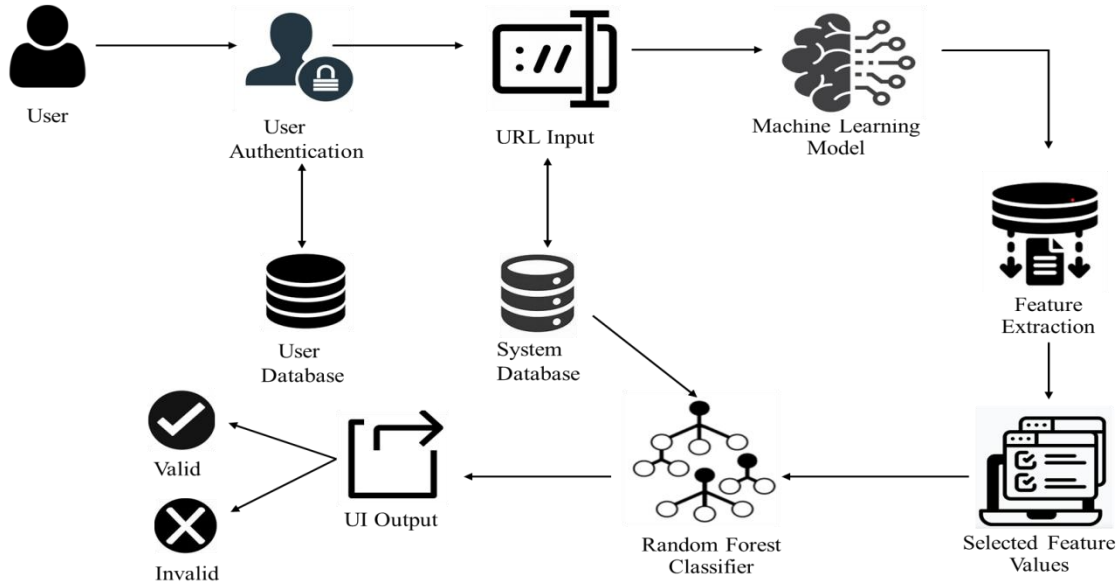 User
User
Authentication
://
URL Input
Machine Learning
Model
Feature
Extraction
User
Database
System
Database
Valid
UI Output
Invalid
Random Forest
Classifier
Selected Feature
Values